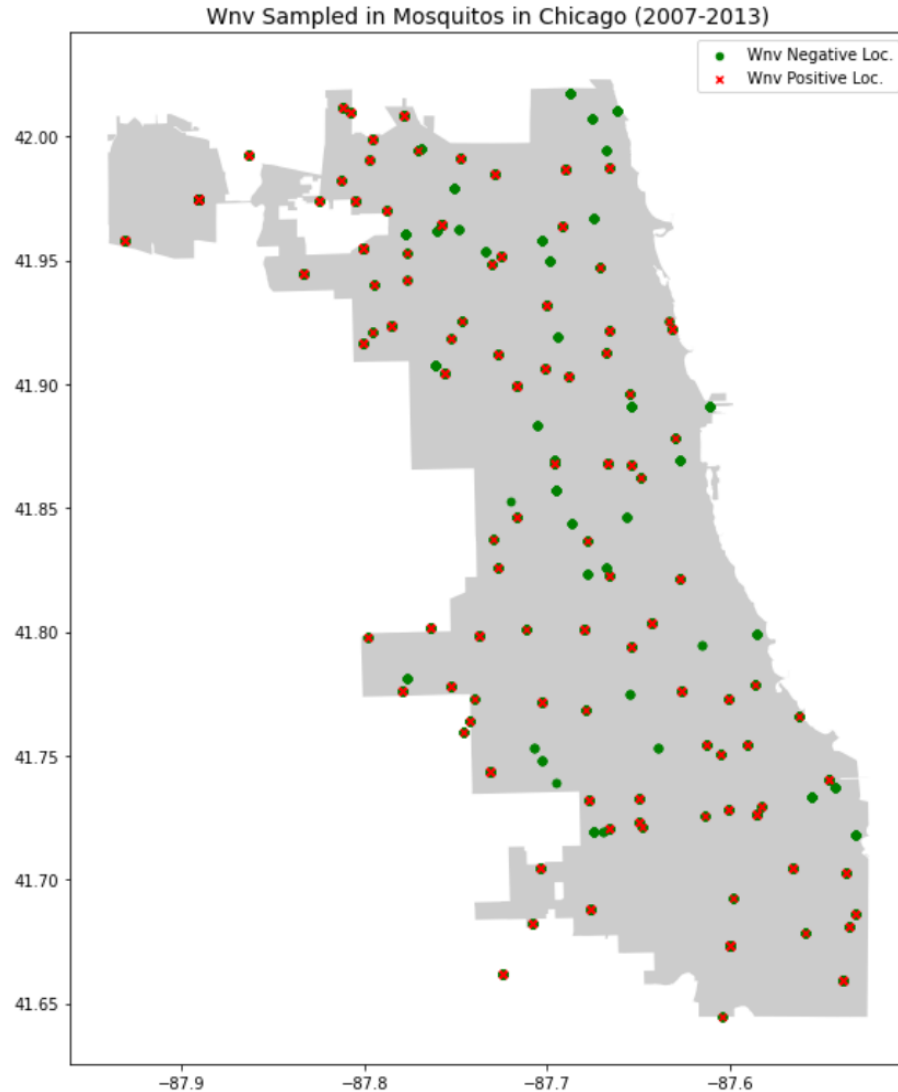 Wnv Sampled in Mosquitos in Chicago (2007-2013)
Wnv Negative Loc.
Wnv Positive Loc.
42.00
41.95
41.90
41.85
41.80
41.75
41.70
41.65
−87.9 −87.8 −87.7 −87.6